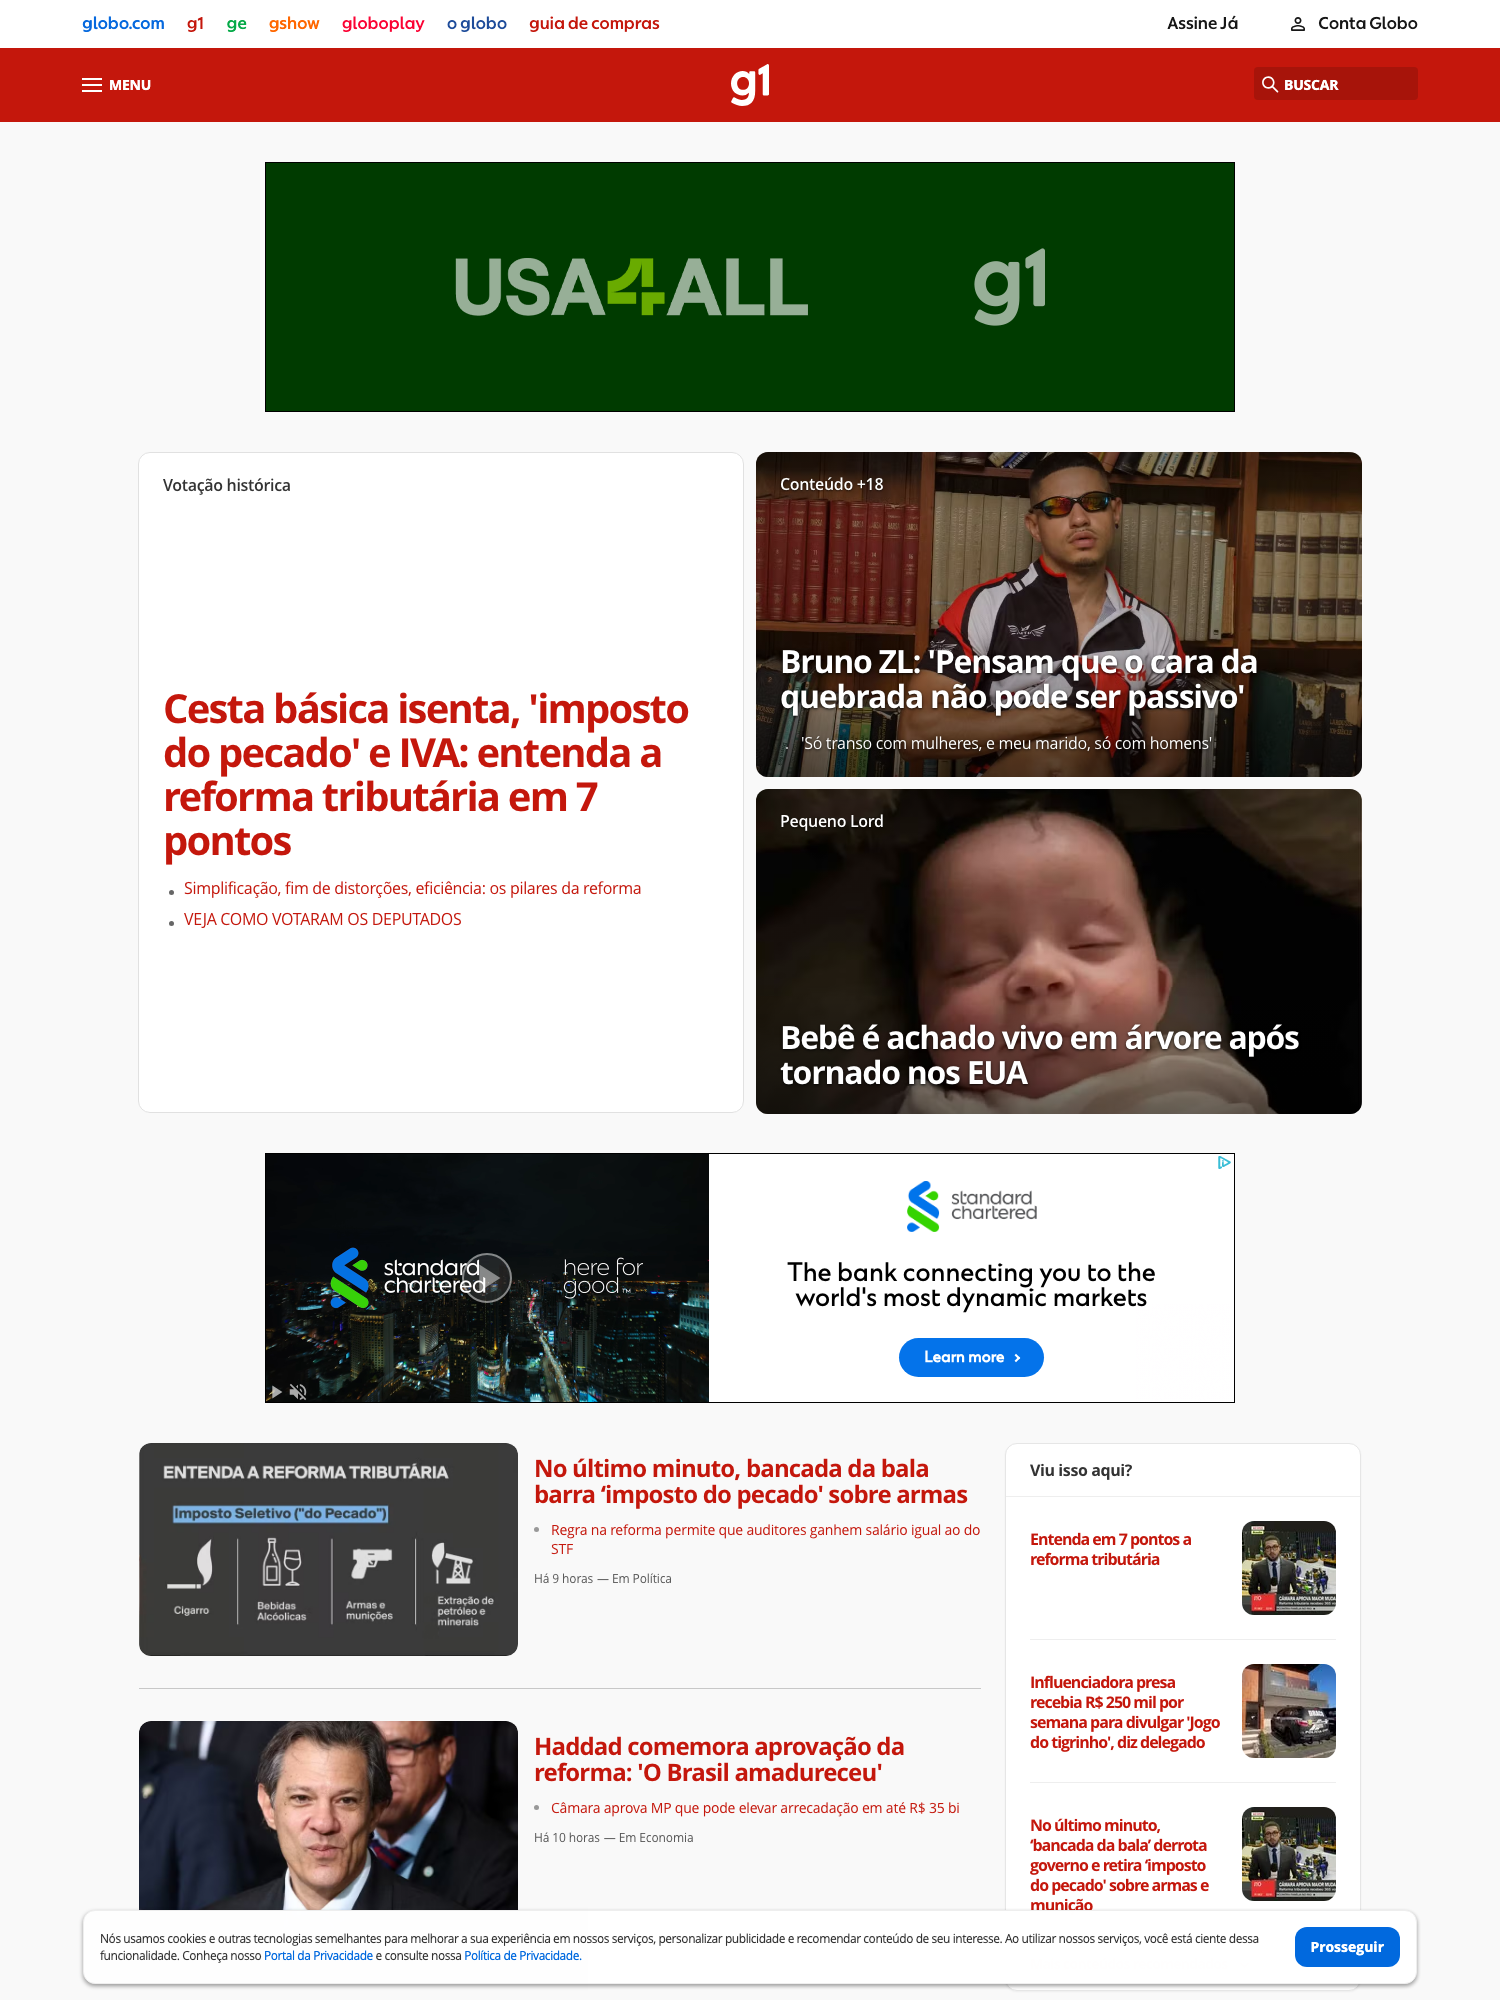 globo.com g1 ge gshow globoplay o globo guia de compras Assine Já Conta Globo
MENU g1 BUSCAR
USA4ALL g1
Votação histórica
Cesta básica isenta, 'imposto
do pecado' e IVA: entenda a
reforma tributária em 7
pontos
Simplificação, fim de distorções, eficiência: os pilares da reforma
VEJA COMO VOTARAM OS DEPUTADOS
Conteúdo +18
Bruno ZL: 'Pensam que o cara da
quebrada não pode ser passivo'
'Só transo com mulheres, e meu marido, só com homens'
Pequeno Lord
Bebê é achado vivo em árvore após
tornado nos EUA
standard
chartered
here for
good™
standard
chartered
The bank connecting you to the
world's most dynamic markets
Learn more
ENTENDA A REFORMA TRIBUTÁRIA
Imposto Seletivo ("do Pecado")
Cigarro
Bebidas
Alcóolicas
Armas e
munições
Extração de
petróleo e
minerais
No último minuto, bancada da bala
barra ‘imposto do pecado' sobre armas
Regra na reforma permite que auditores ganhem salário igual ao do
STF
Há 9 horas — Em Política
Haddad comemora aprovação da
reforma: 'O Brasil amadureceu'
Câmara aprova MP que pode elevar arrecadação em até R$ 35 bi
Há 10 horas — Em Economia
Viu isso aqui?
Entenda em 7 pontos a
reforma tributária
Influenciadora presa
recebia R$ 250 mil por
semana para divulgar 'Jogo
do tigrinho', diz delegado
No último minuto,
‘bancada da bala’ derrota
governo e retira ‘imposto
do pecado' sobre armas e
munição
Nós usamos cookies e outras tecnologias semelhantes para melhorar a sua experiência em nossos serviços, personalizar publicidade e recomendar conteúdo de seu interesse. Ao utilizar nossos serviços, você está ciente dessa
funcionalidade. Conheça nosso Portal da Privacidade e consulte nossa Política de Privacidade.
Prosseguir